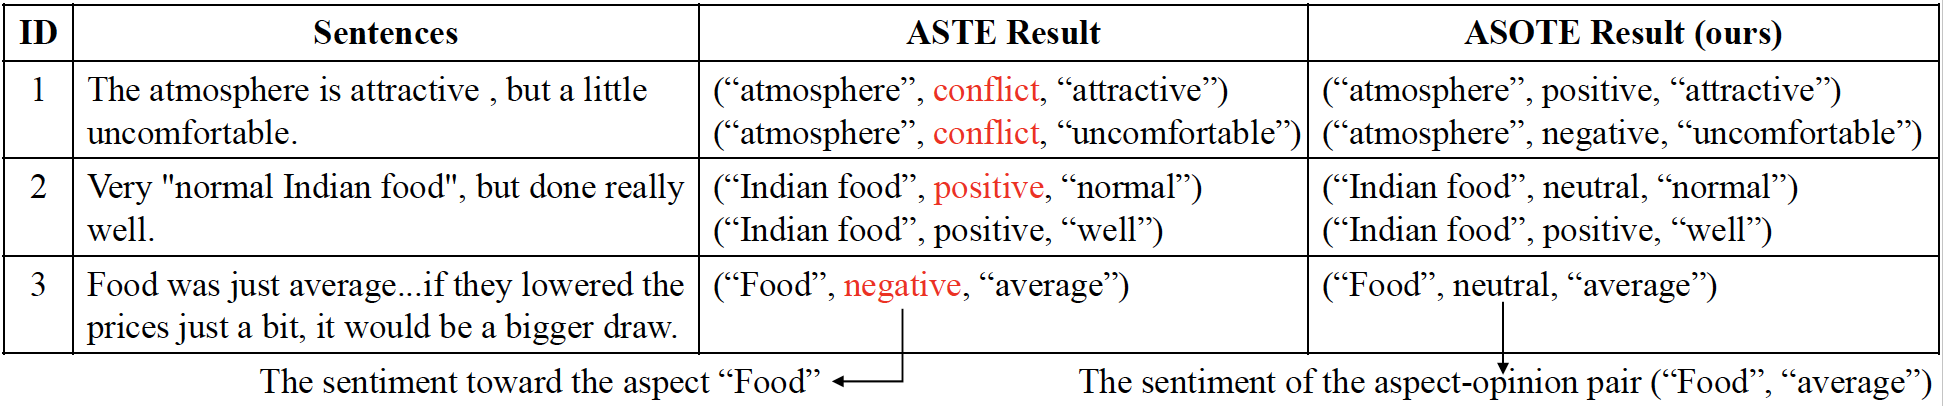 ID Sentences ASTE Result ASOTE Result (ours)
1 The atmosphere is attractive , but a little (“atmosphere”, conflict, “attractive”) (“atmosphere”, positive, “attractive”)
uncomfortable. (“atmosphere”, conflict, “uncomfortable”) (“atmosphere”, negative, “uncomfortable”)
2 Very "normal Indian food", but done really (“Indian food”, positive, “normal”) (“Indian food”, neutral, “normal”)
well. (“Indian food”, positive, “well”) (“Indian food”, positive, “well”)
3 Food was just average...if they lowered the (“Food”, negative, “average”) (“Food”, neutral, “average”)
prices just a bit, it would be a bigger draw.
The sentiment toward the aspect “Food” The sentiment of the aspect-opinion pair (“Food”, “average”)